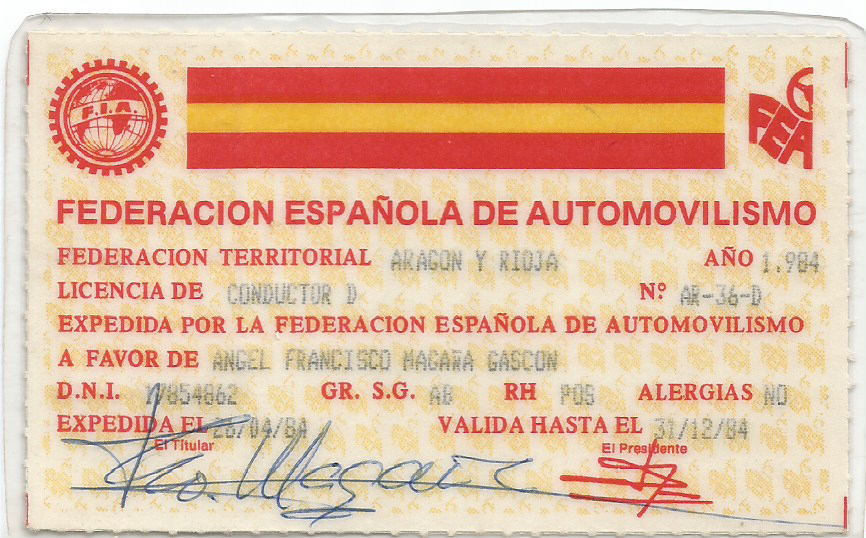 F.I.A.
FEA
FEDERACION ESPAÑOLA DE AUTOMOVILISMO
FEDERACION TERRITORIAL ARAGON Y RIOJA AÑO 1.984
LICENCIA DE CONDUCTOR D Nº AR-36-D
EXPEDIDA POR LA FEDERACION ESPAÑOLA DE AUTOMOVILISMO
A FAVOR DE ANGEL FRANCISCO MAGAÑA GASCON
D.N.I. 17854862 GR. S.G. AB RH POS ALERGIAS NO
EXPEDIDA EL 26/04/84 VALIDA HASTA EL 31/12/84
El Titular El Presidente
Fco. Magaña